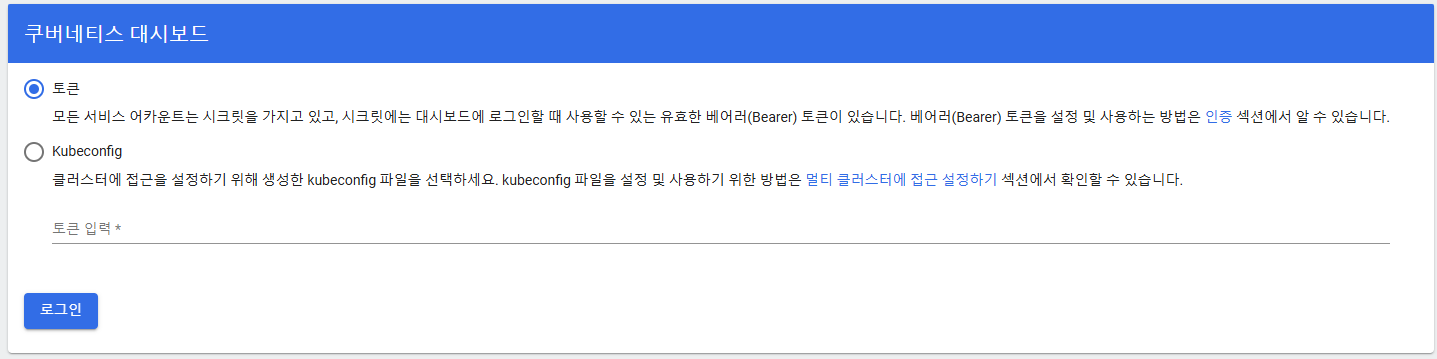 쿠버네티스 대시보드
토큰
모든 서비스 어카운트는 시크릿을 가지고 있고, 시크릿에는 대시보드에 로그인할 때 사용할 수 있는 유효한 베어러(Bearer) 토큰이 있습니다. 베어러(Bearer) 토큰을 설정 및 사용하는 방법은 인증 섹션에서 알 수 있습니다.
Kubeconfig
클러스터에 접근을 설정하기 위해 생성한 kubeconfig 파일을 선택하세요. kubeconfig 파일을 설정 및 사용하기 위한 방법은 멀티 클러스터에 접근 설정하기 섹션에서 확인할 수 있습니다.
토큰 입력 *
로그인